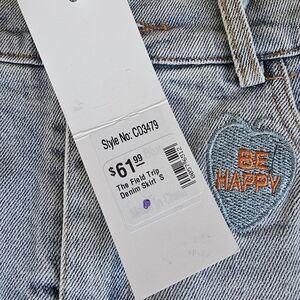 Style No: CD3479
$61.99
The Field Trip
Denim Skirt S
BE
HAPPY